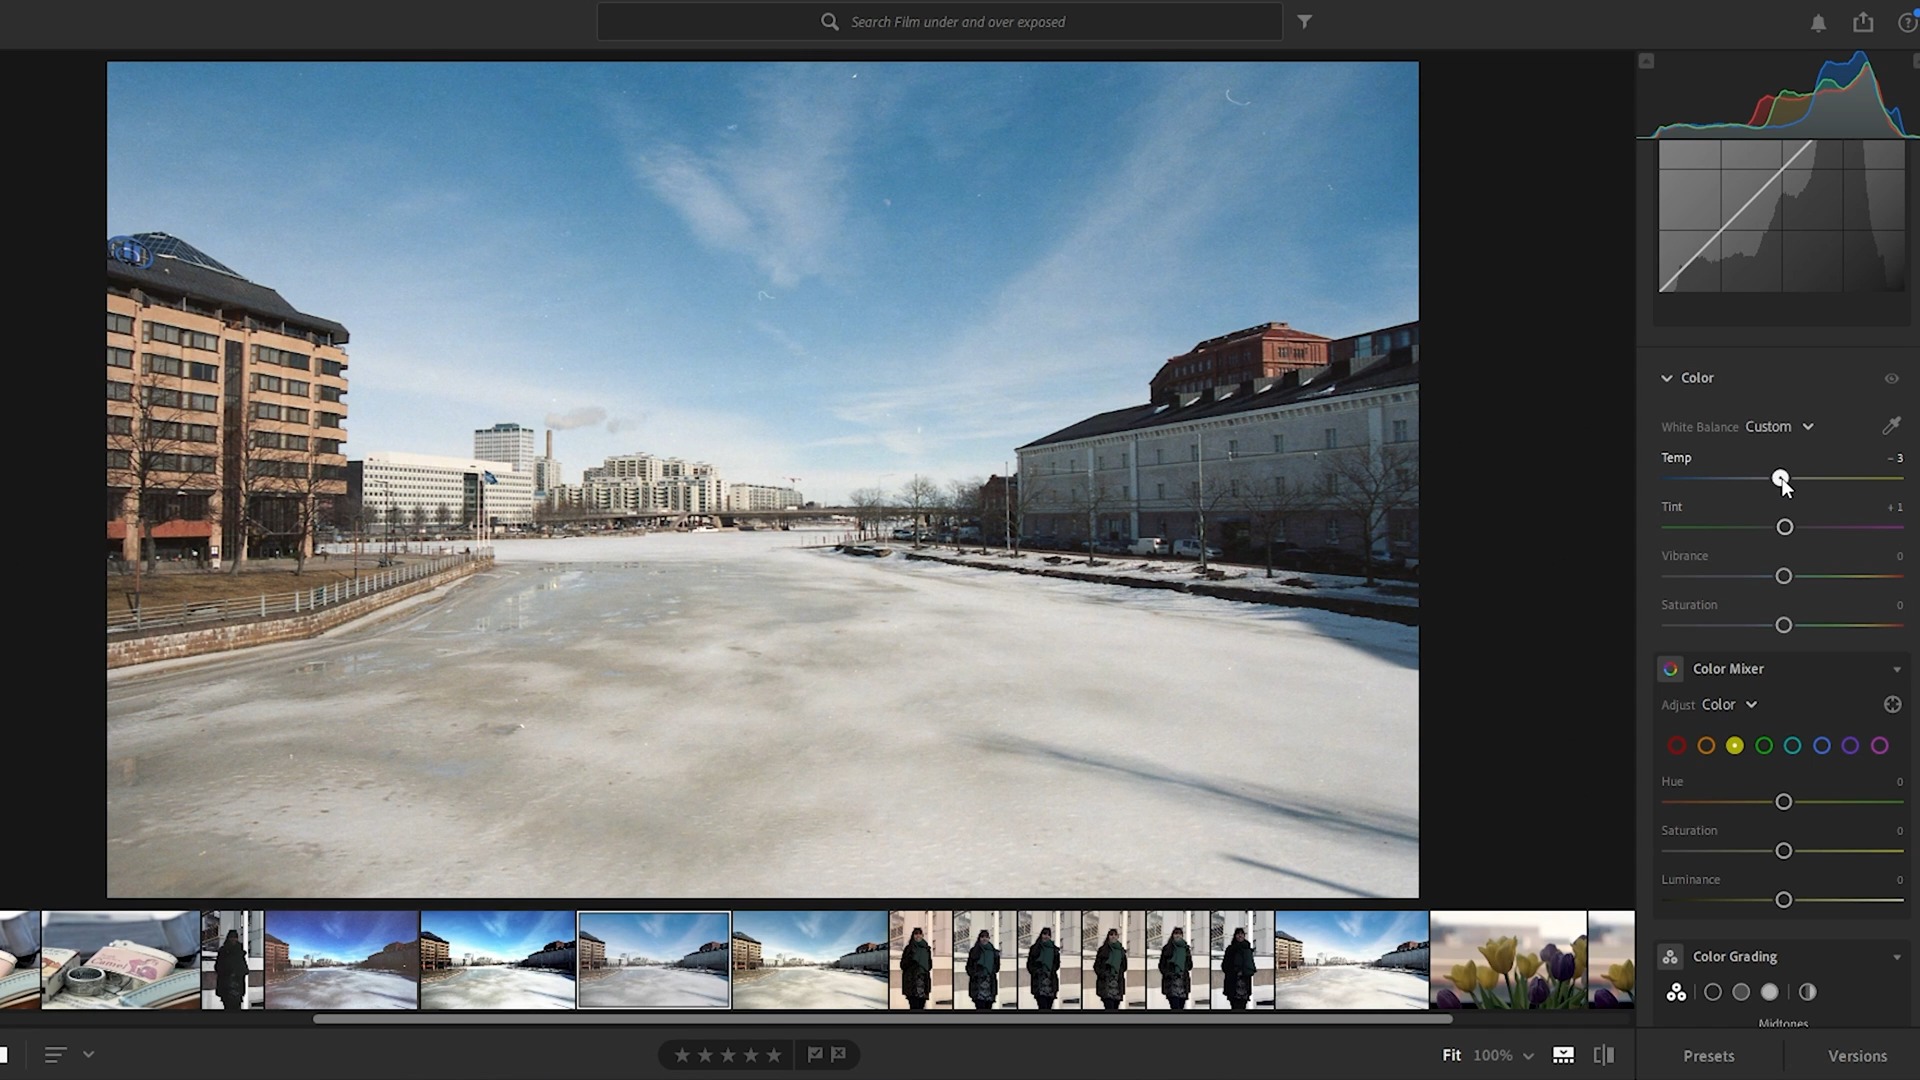 Search Film under and over exposed
Color
White Balance Custom
Temp - 3
Tint + 1
Vibrance 0
Saturation 0
Color Mixer
Adjust Color
Hue 0
Saturation 0
Luminance 0
Color Grading
Midtones
Fit 100%
Presets
Versions